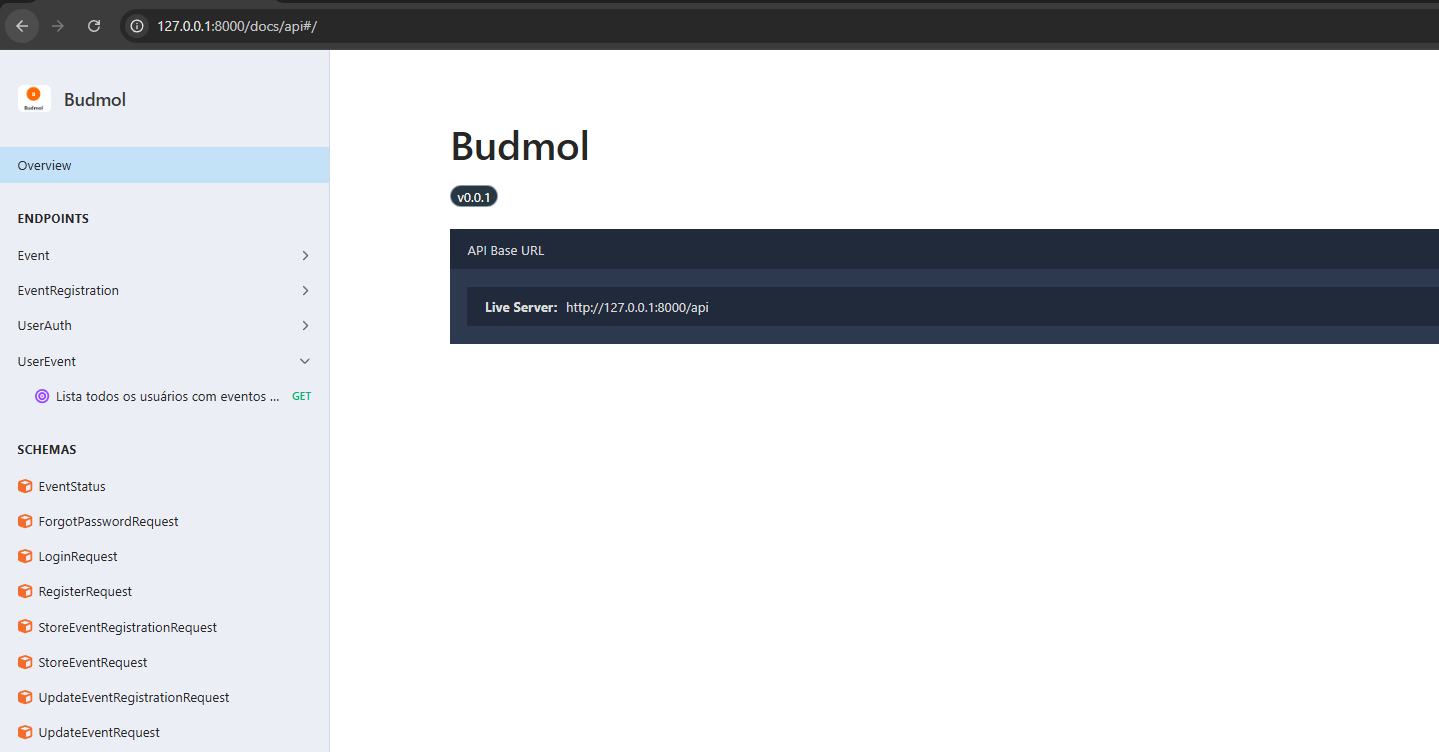 127.0.0.1:8000/docs/api#/
Budmol
Budmol
Overview
ENDPOINTS
Event
EventRegistration
UserAuth
UserEvent
Lista todos os usuários com eventos ... GET
SCHEMAS
EventStatus
ForgotPasswordRequest
LoginRequest
RegisterRequest
StoreEventRegistrationRequest
StoreEventRequest
UpdateEventRegistrationRequest
UpdateEventRequest
Budmol
v0.0.1
API Base URL
Live Server: http://127.0.0.1:8000/api